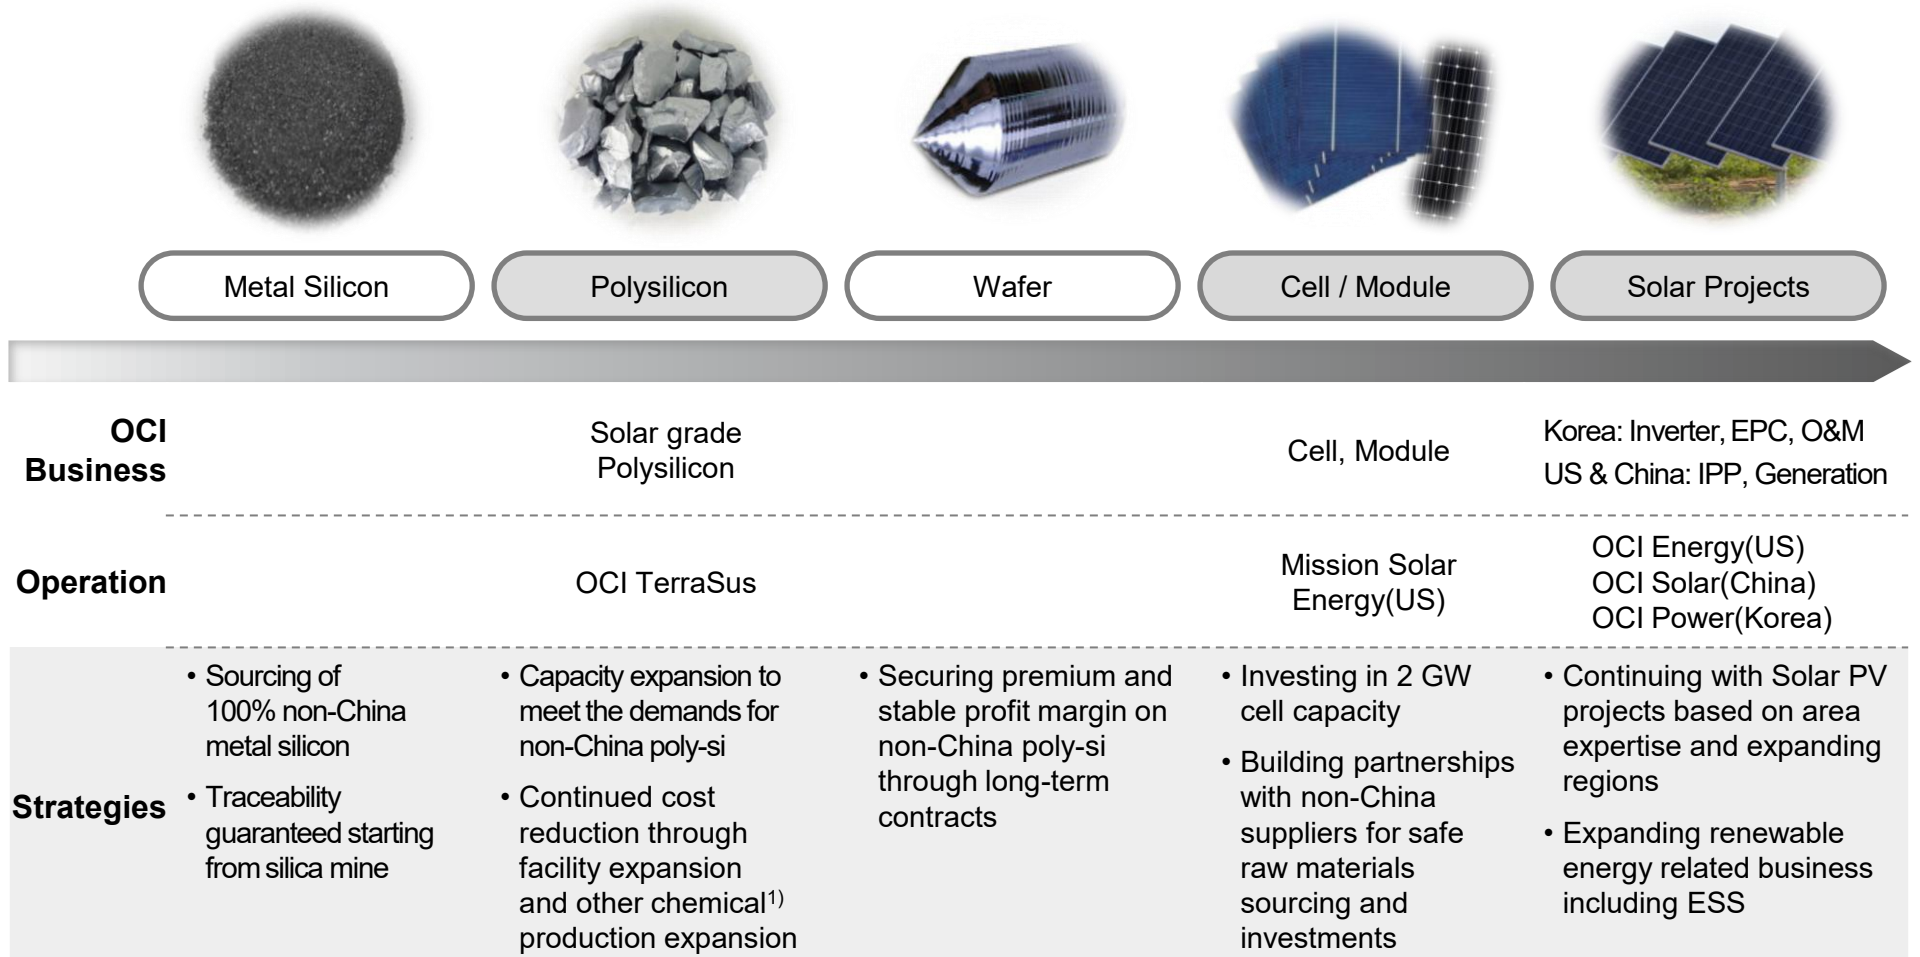 Metal Silicon
Polysilicon
Wafer
Cell / Module
Solar Projects
OCI
Business
Solar grade
Polysilicon
Cell, Module
Korea: Inverter, EPC, O&M
US & China: IPP, Generation
Operation
OCI TerraSus
Mission Solar
Energy(US)
OCI Energy(US)
OCI Solar(China)
OCI Power(Korea)
Strategies
• Sourcing of
100% non-China
metal silicon
• Traceability
guaranteed starting
from silica mine
• Capacity expansion to
meet the demands for
non-China poly-si
• Continued cost
reduction through
facility expansion
and other chemical1)
production expansion
• Securing premium and
stable profit margin on
non-China poly-si
through long-term
contracts
• Investing in 2 GW
cell capacity
• Building partnerships
with non-China
suppliers for safe
raw materials
sourcing and
investments
• Continuing with Solar PV
projects based on area
expertise and expanding
regions
• Expanding renewable
energy related business
including ESS